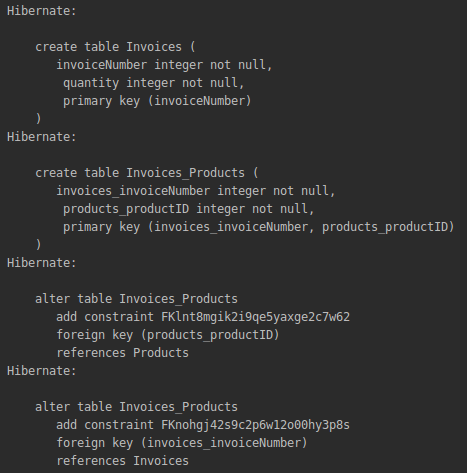 Hibernate:
create table Invoices (
invoiceNumber integer not null,
quantity integer not null,
primary key (invoiceNumber)
)
Hibernate:
create table Invoices_Products (
invoices_invoiceNumber integer not null,
products_productID integer not null,
primary key (invoices_invoiceNumber, products_productID)
)
Hibernate:
alter table Invoices_Products
add constraint FKlnt8mgik2i9qe5yaxge2c7w62
foreign key (products_productID)
references Products
Hibernate:
alter table Invoices_Products
add constraint FKnohgj42s9c2p6w12o00hy3p8s
foreign key (invoices_invoiceNumber)
references Invoices